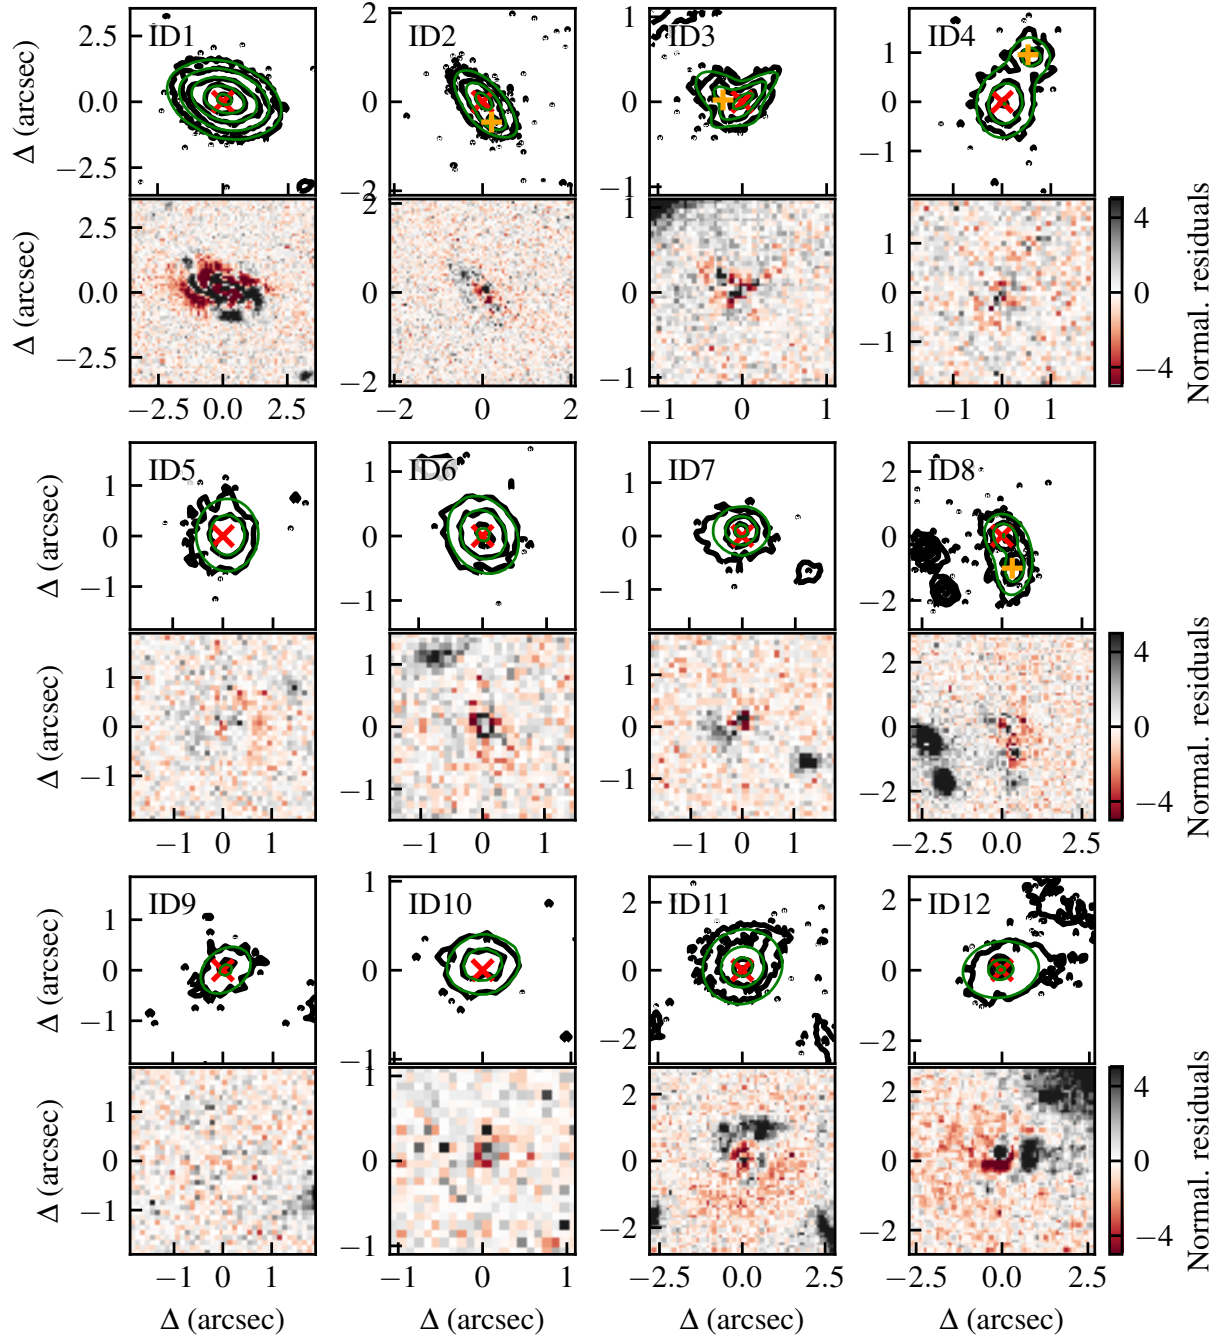 ID1 ID2 ID3 ID4
Δ (arcsec) 2.5 0.0 −2.5 2 0 −2 1 0 −1 1 0 −1
Δ (arcsec) 2.5 0.0 −2.5 2 0 −2 1 0 −1 1 0 −1 4 0 −4 Normal. residuals
−2.5 0.0 2.5 −2 0 2 −1 0 1 −1 0 1
ID5 ID6 ID7 ID8
Δ (arcsec) 1 0 −1 1 0 −1 1 0 −1 2 0 −2
Δ (arcsec) 1 0 −1 1 0 −1 1 0 −1 2 0 −2 4 0 −4 Normal. residuals
−1 0 1 −1 0 1 −1 0 1 −2.5 0.0 2.5
ID9 ID10 ID11 ID12
Δ (arcsec) 1 0 −1 1 0 −1 2 0 −2 2 0 −2
Δ (arcsec) 1 0 −1 1 0 −1 2 0 −2 2 0 −2 4 0 −4 Normal. residuals
−1 0 1 −1 0 1 −2.5 0.0 2.5 −2.5 0.0 2.5
Δ (arcsec) Δ (arcsec) Δ (arcsec) Δ (arcsec)